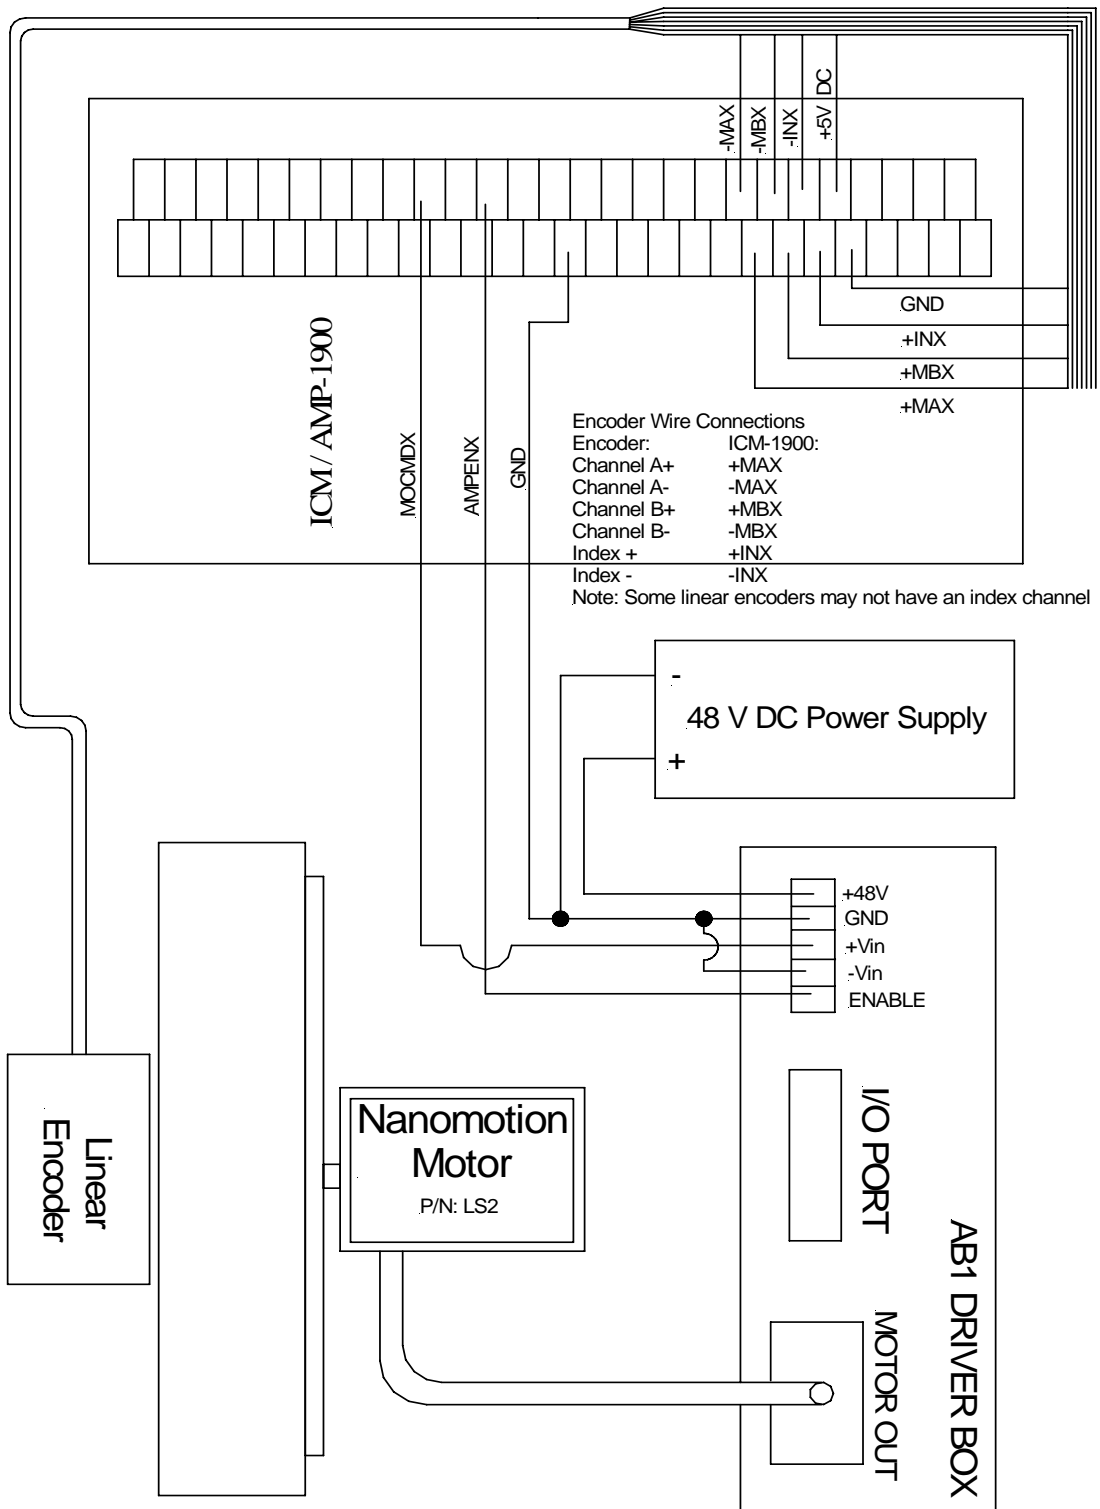 -MAX
-MBX
-INX
+5V DC
GND
+INX
+MBX
+MAX
ICM / AMP-1900
MOCMDX
AMPENX
GND
Encoder Wire Connections
Encoder: ICM-1900:
Channel A+ +MAX
Channel A- -MAX
Channel B+ +MBX
Channel B- -MBX
Index + +INX
Index - -INX
Note: Some linear encoders may not have an index channel
-
48 V DC Power Supply
+
+48V
GND
+Vin
-Vin
ENABLE
I/O PORT
AB1 DRIVER BOX
MOTOR OUT
Nanomotion
Motor
P/N: LS2
Linear
Encoder